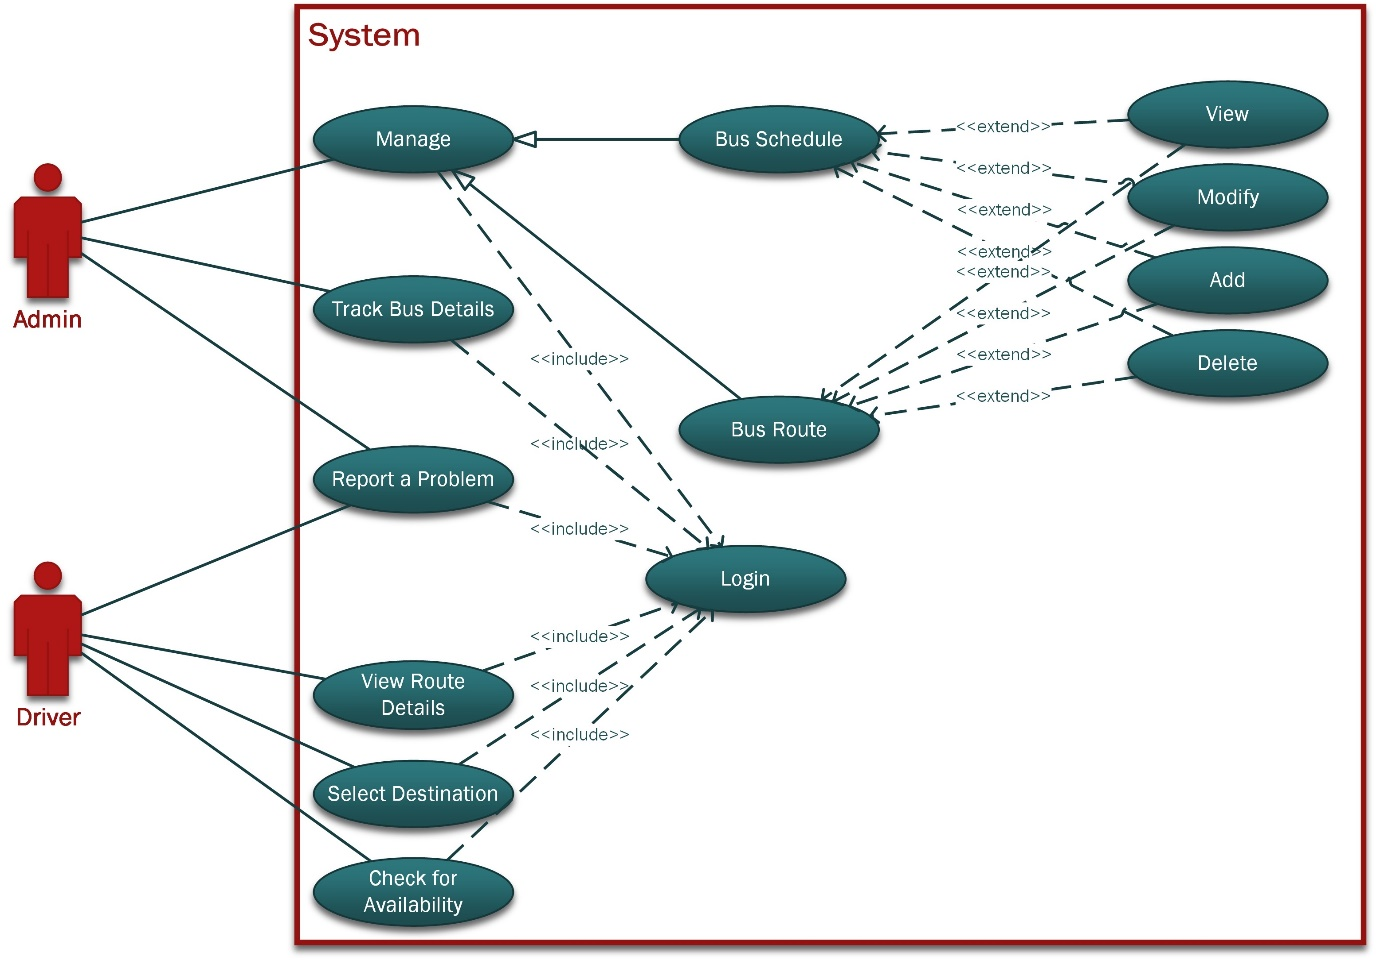 System
Manage
Bus Schedule
View
<<extend>>
<<extend>>
Modify
<<extend>>
<<extend>>
<<extend>>
Add
Admin
Track Bus Details
<<extend>>
<<include>>
<<extend>>
Delete
<<extend>>
Bus Route
<<include>>
Report a Problem
<<include>>
Login
<<include>>
View Route
Details
<<include>>
Driver
<<include>>
Select Destination
Check for
Availability